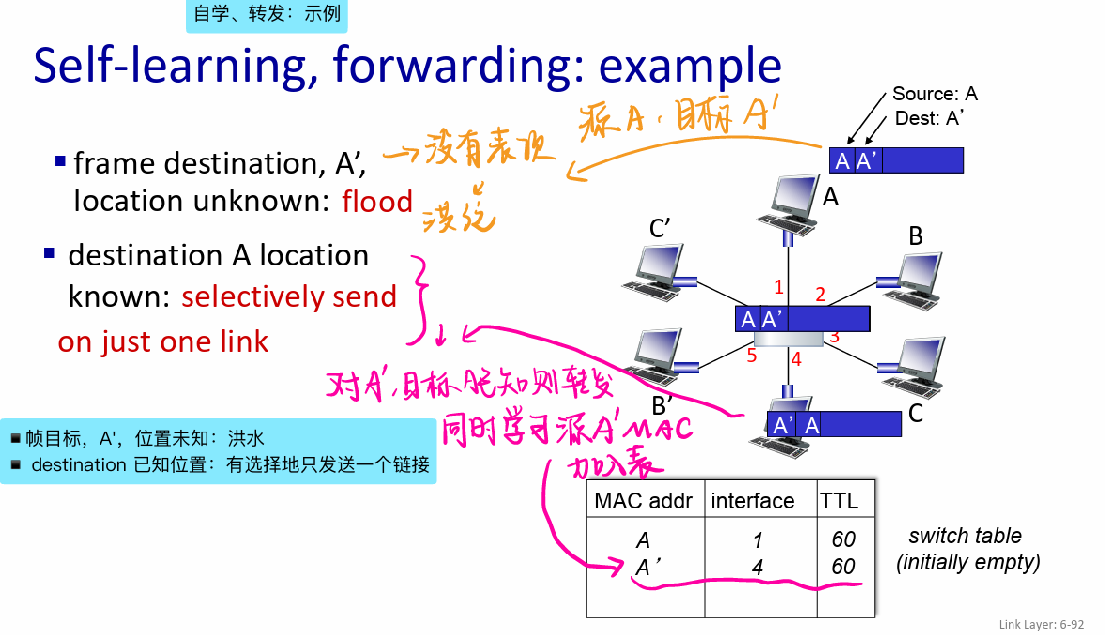 自学、转发：示例
Self-learning, forwarding: example
源A.目标A'
Source: A
Dest: A’
▪ frame destination, A’,
location unknown: flood
→没有表项
洪泛
A A’
A
C’
B
▪ destination A location
known: selectively send
on just one link
1
2
A A’
3
5
4
B’
C
A’ A
对A'.目标A已知则转发
同时学习源A'MAC
加入表
▪帧目标，A'，位置未知：洪水
▪ destination 已知位置：有选择地只发送一个链接
MAC addr interface TTL
A 1 60
A’ 4 60
switch table
(initially empty)
Link Layer: 6-92